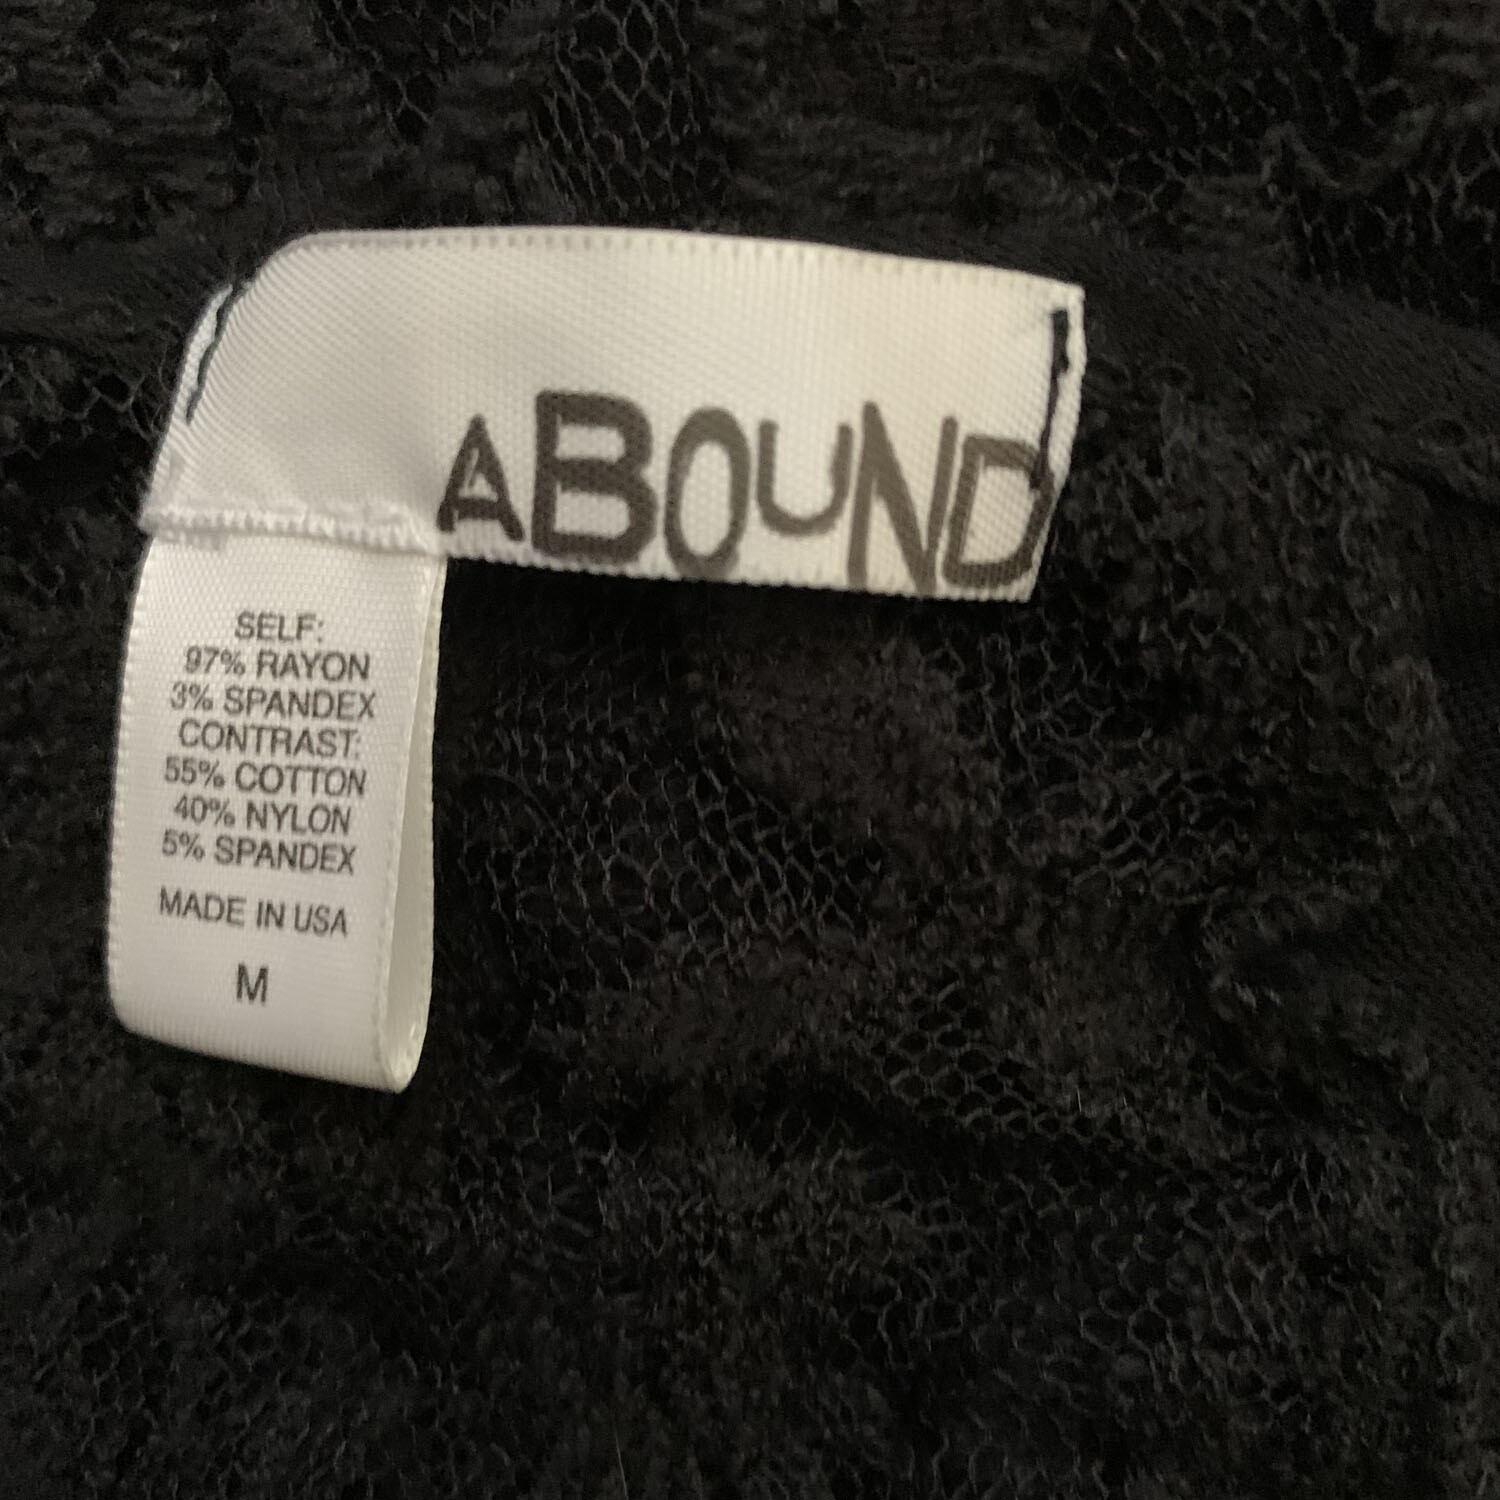 ABOUND
SELF:
97% RAYON
3% SPANDEX
CONTRAST:
55% COTTON
40% NYLON
5% SPANDEX
MADE IN USA
M